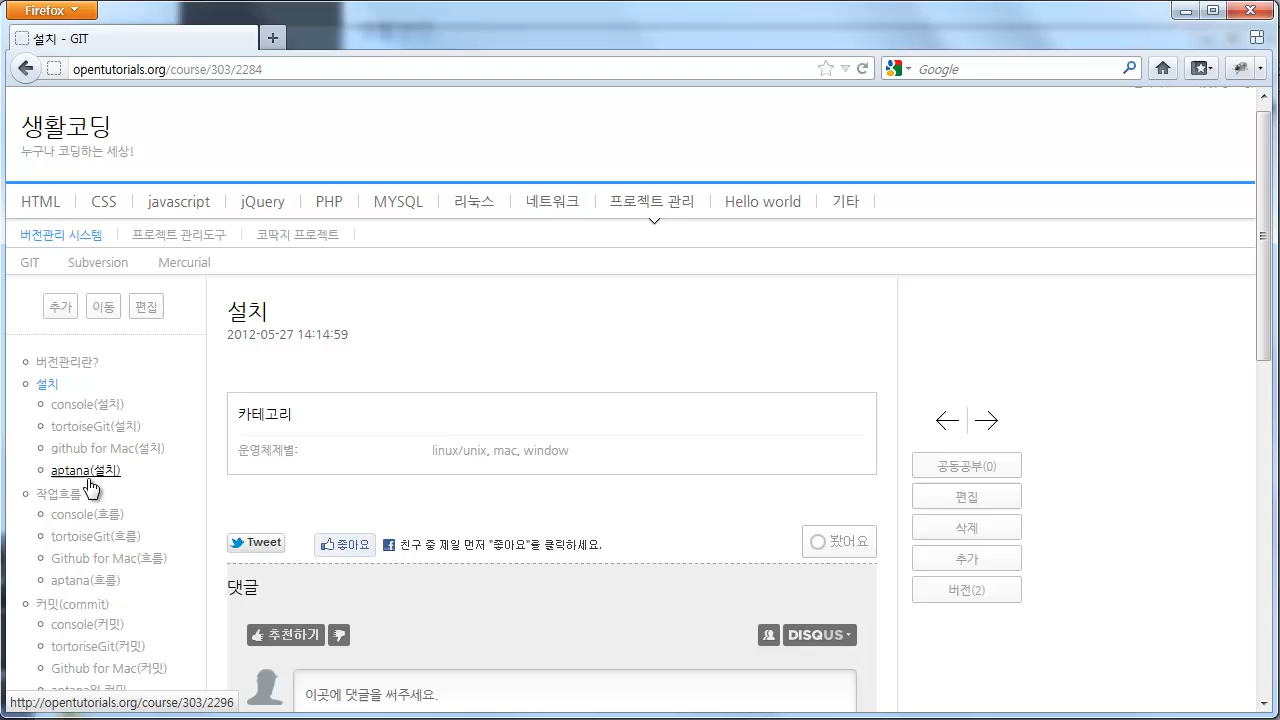 Firefox
설치 - GIT
opentutorials.org/course/303/2284
Google
생활코딩
누구나 코딩하는 세상!
HTML CSS javascript jQuery PHP MYSQL 리눅스 네트워크 프로젝트 관리 Hello world 기타
버전관리 시스템 프로젝트 관리도구 코딱지 프로젝트
GIT Subversion Mercurial
추가 이동 편집
버전관리란?
설치
console(설치)
tortoiseGit(설치)
github for Mac(설치)
aptana(설치)
작업흐름
console(흐름)
tortoiseGit(흐름)
Github for Mac(흐름)
aptana(흐름)
커밋(commit)
console(커밋)
tortoriseGit(커밋)
Github for Mac(커밋)
설치
2012-05-27 14:14:59
카테고리
운영체제별: linux/unix, mac, window
Tweet 좋아요 친구 중 제일 먼저 "좋아요"를 클릭하세요. 봤어요
댓글
추천하기 DISQUS
이곳에 댓글을 써주세요.
공동공부(0)
편집
삭제
추가
버전(2)
http://opentutorials.org/course/303/2296